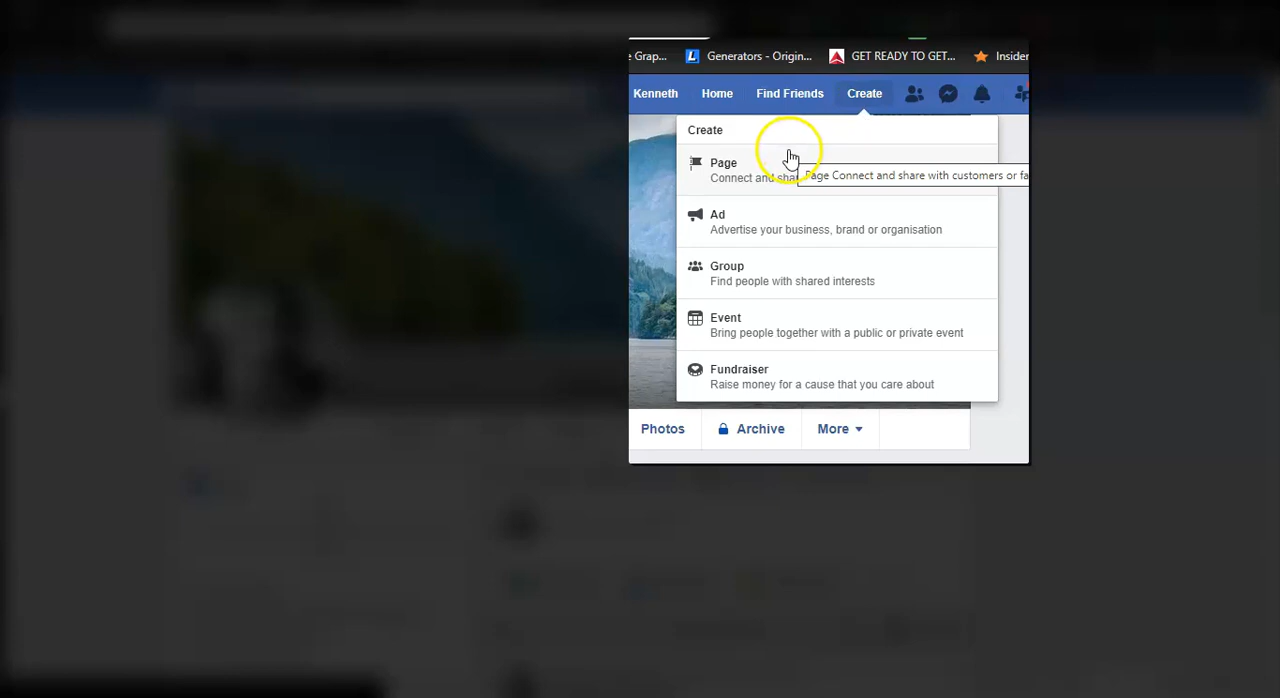 e Grap... Generators - Origin... GET READY TO GET... Insider
Kenneth Home Find Friends Create
Create
Page
Connect and sha
Page Connect and share with customers or fa
Ad
Advertise your business, brand or organisation
Group
Find people with shared interests
Event
Bring people together with a public or private event
Fundraiser
Raise money for a cause that you care about
Photos Archive More